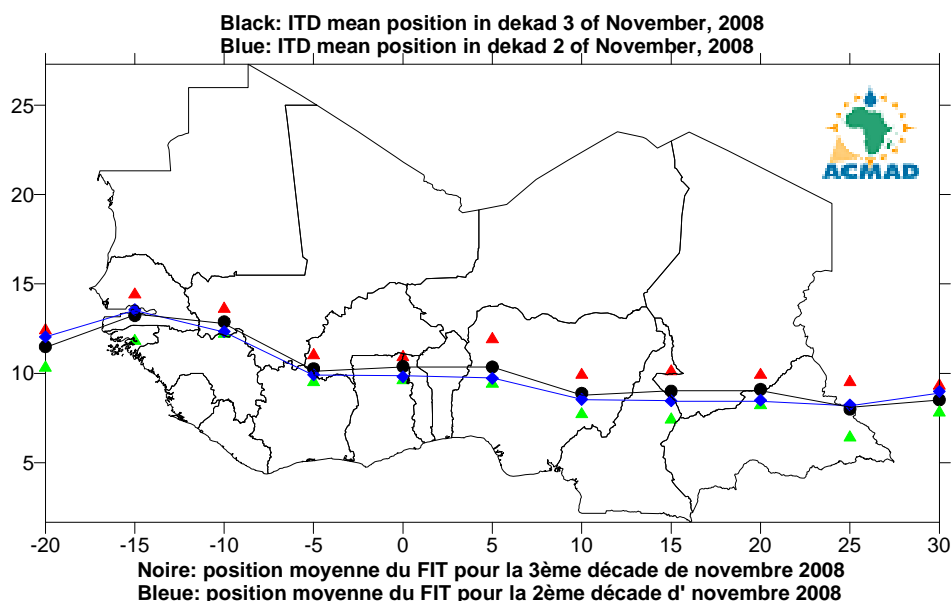 Black: ITD mean position in dekad 3 of November, 2008
Blue: ITD mean position in dekad 2 of November, 2008
25
20
15
10
5
ACMAD
-20 -15 -10 -5 0 5 10 15 20 25 30
Noire: position moyenne du FIT pour la 3ème décade de novembre 2008
Bleue: position moyenne du FIT pour la 2ème décade d' novembre 2008